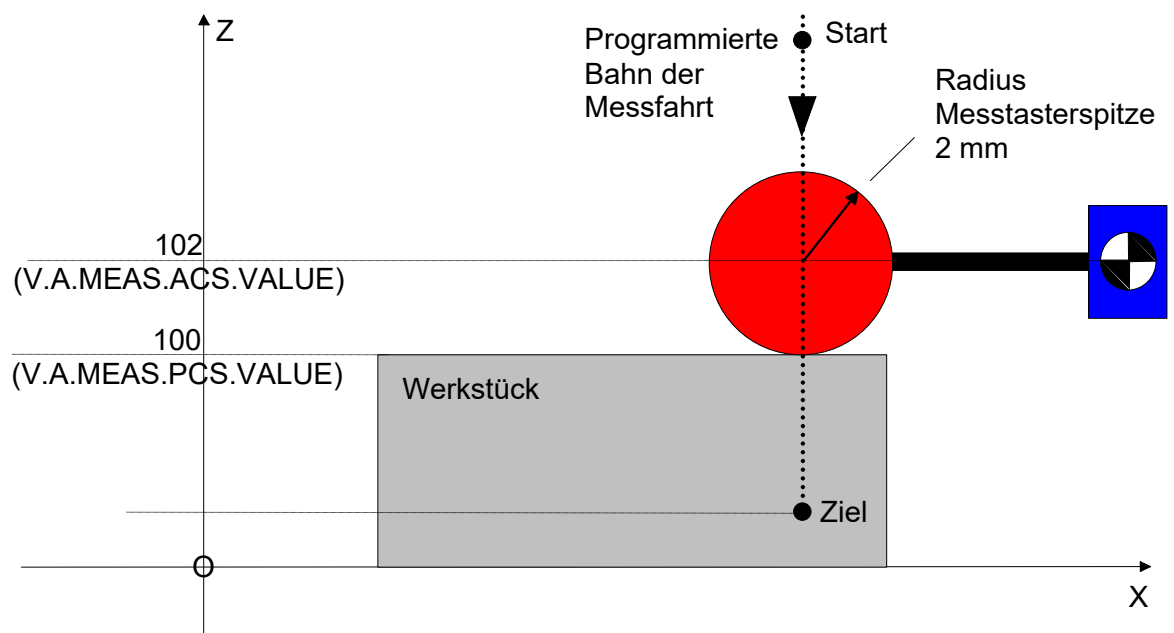 Z
Programmierte
Bahn der
Messfahrt
Start
Radius
Messtasterspitze
2 mm
102
(V.A.MEAS.ACS.VALUE)
100
(V.A.MEAS.PCS.VALUE)
Werkstück
Ziel
O
X